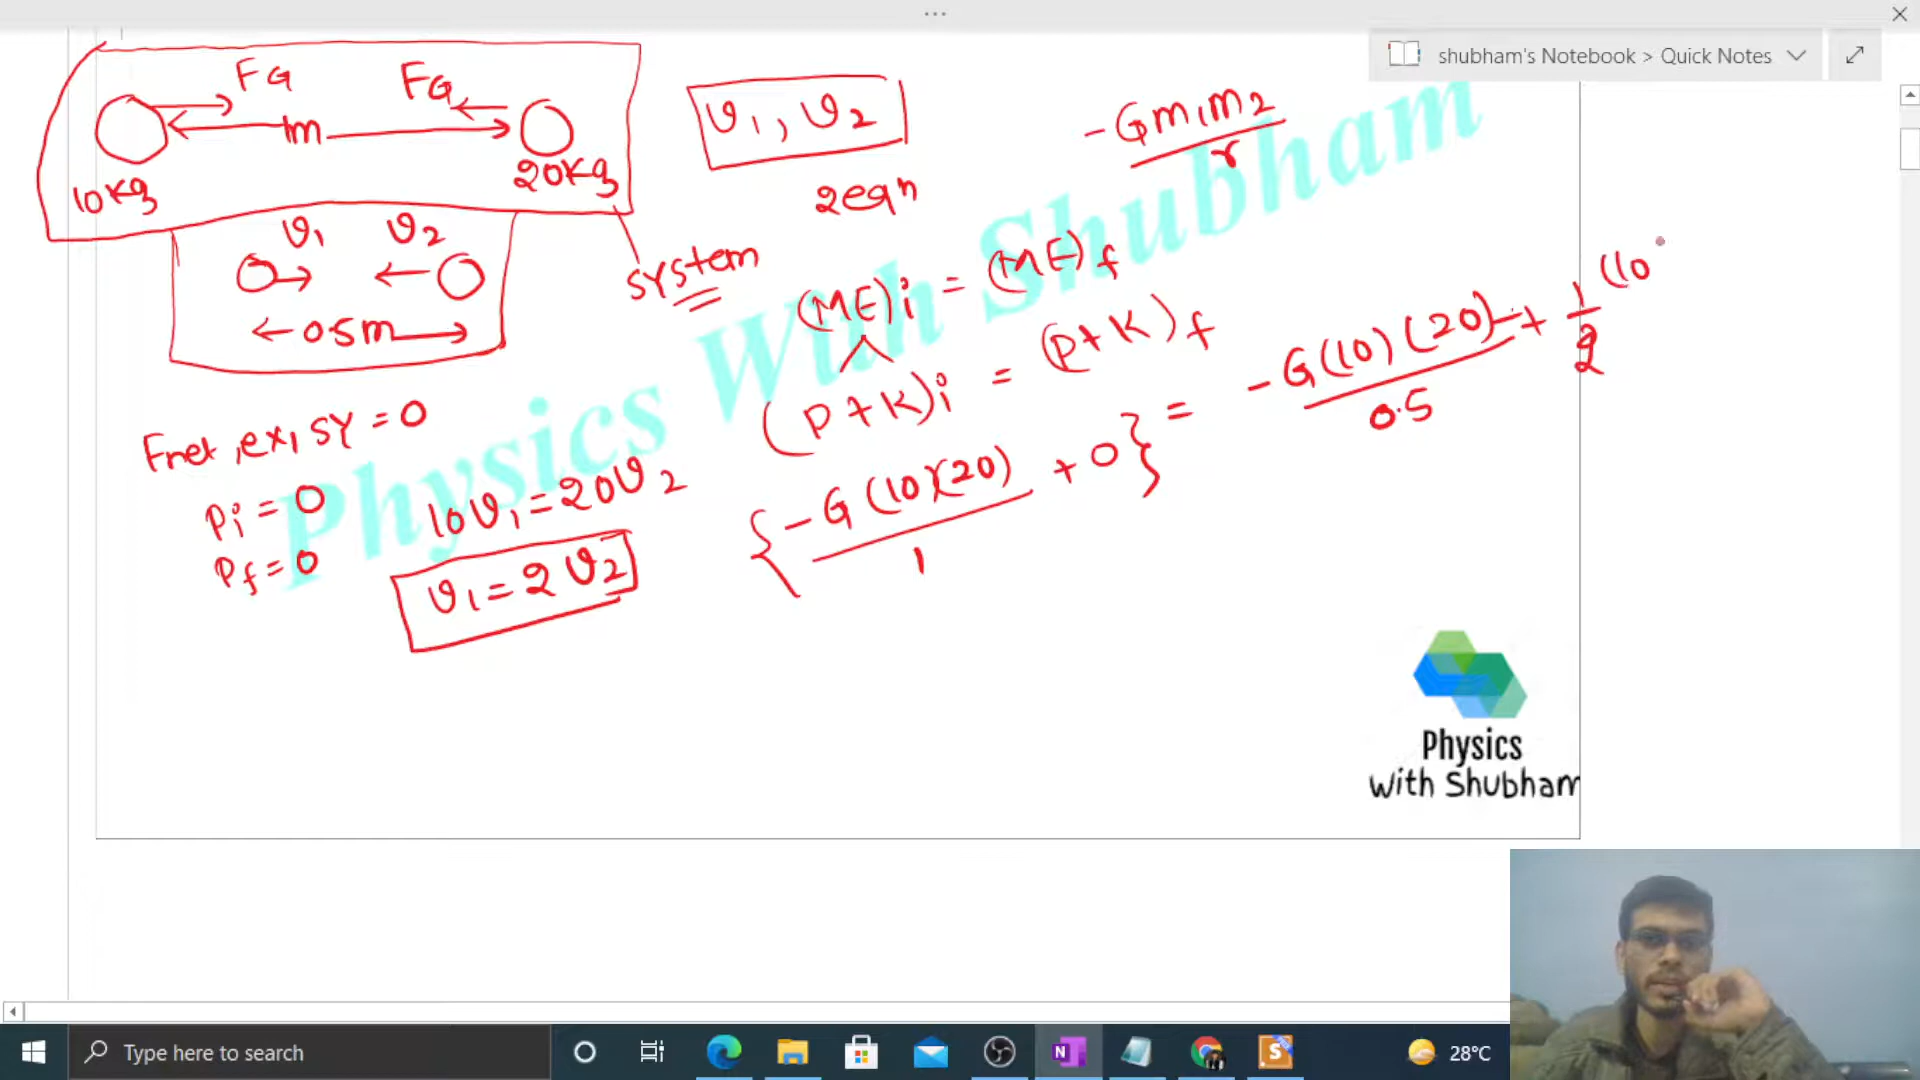 shubham's Notebook > Quick Notes
FG FG
m
10Kg 20Kg
v1, v2
2eqn
-Gm1m2
r
v1 v2
0.5m
system
(ME)i = (ME)f
(P+K)i = (P+K)f
{-G(10)(20)/1 + 0} = -G(10)(20)/0.5 + 1/2 (10
Fnet, ex, SY = 0
Pi = 0
Pf = 0
10v1 = 20v2
v1 = 2v2
Physics With Shubham
Physics
With Shubham
Type here to search
28°C